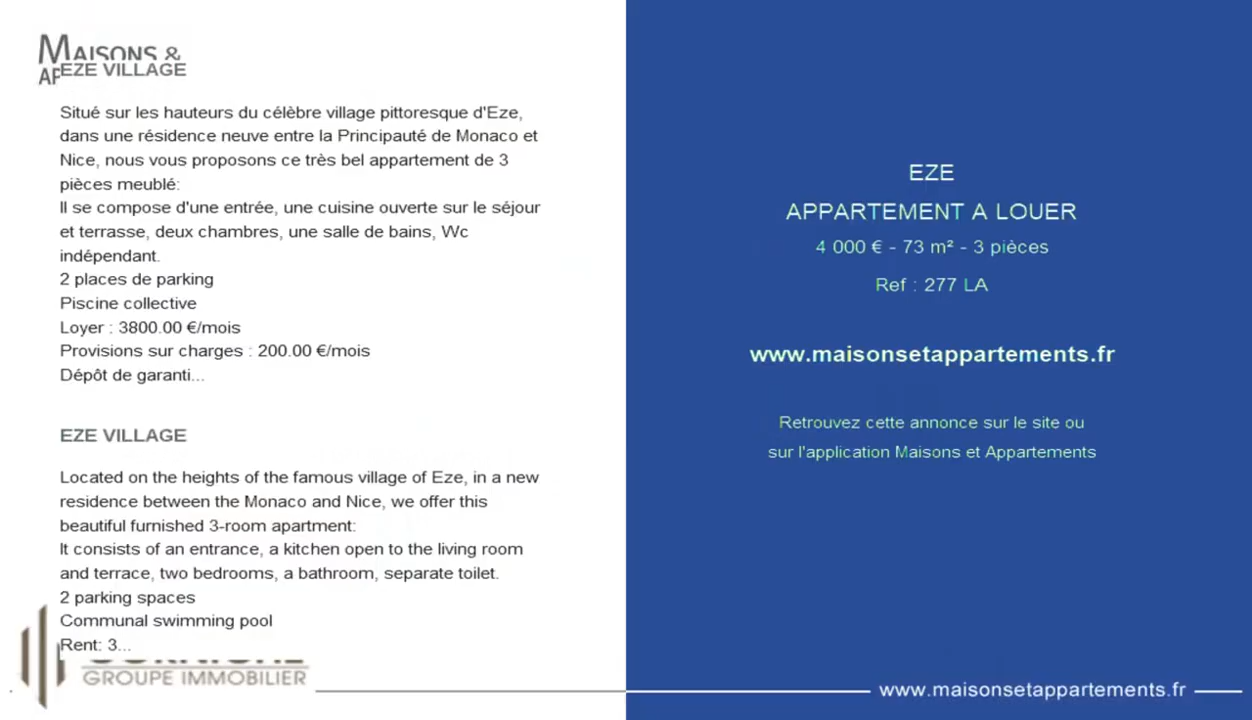 MAISONS &
AP
EZE VILLAGE
Situé sur les hauteurs du célèbre village pittoresque d'Eze,
dans une résidence neuve entre la Principauté de Monaco et
Nice, nous vous proposons ce très bel appartement de 3
pièces meublé:
Il se compose d'une entrée, une cuisine ouverte sur le séjour
et terrasse, deux chambres, une salle de bains, Wc
indépendant.
2 places de parking
Piscine collective
Loyer : 3800.00 €/mois
Provisions sur charges : 200.00 €/mois
Dépôt de garanti...
EZE VILLAGE
Located on the heights of the famous village of Eze, in a new
residence between the Monaco and Nice, we offer this
beautiful furnished 3-room apartment:
It consists of an entrance, a kitchen open to the living room
and terrace, two bedrooms, a bathroom, separate toilet.
2 parking spaces
Communal swimming pool
Rent: 3...
GROUPE IMMOBILIER
EZE
APPARTEMENT A LOUER
4 000 € - 73 m² - 3 pièces
Ref : 277 LA
www.maisonsetappartements.fr
Retrouvez cette annonce sur le site ou
sur l'application Maisons et Appartements
www.maisonsetappartements.fr